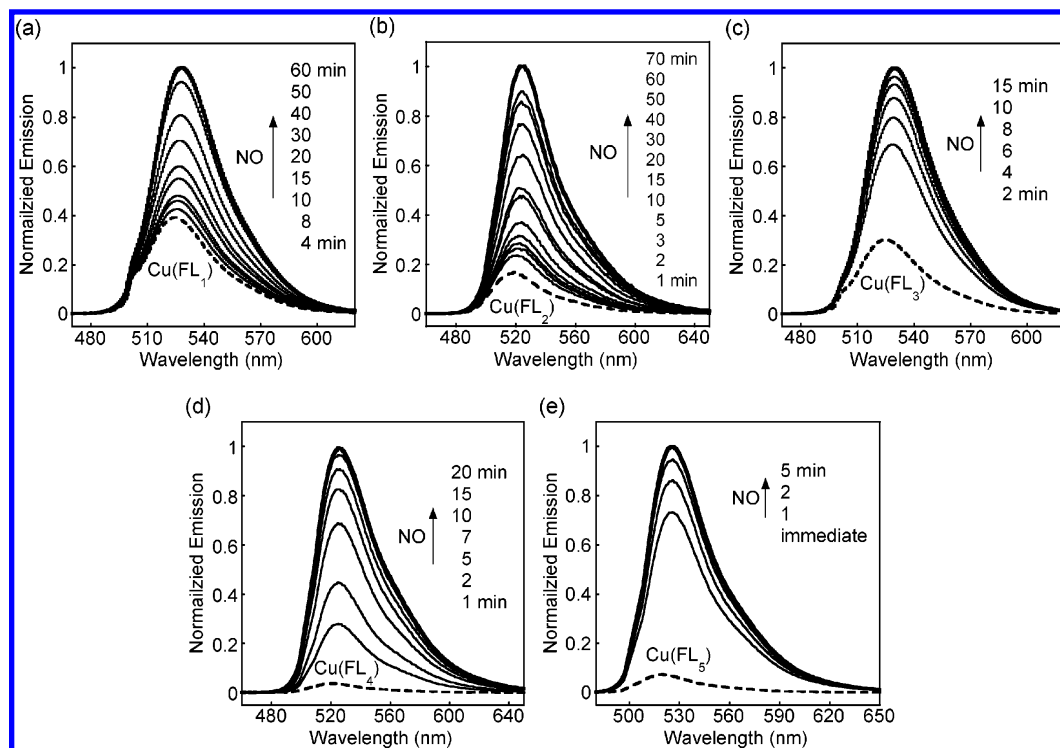 (a)
Normailzied Emission
1
0.8
0.6
0.4
0.2
0
60 min
50
40
30
20
15
10
8
4 min
NO
Cu(FL1)
480 510 540 570 600
Wavelength (nm)
(b)
Normailzied Emission
1
0.8
0.6
0.4
0.2
0
70 min
60
50
40
30
20
15
10
5
3
2
1 min
NO
Cu(FL2)
440 480 520 560 600 640
Wavelength (nm)
(c)
Normailzied Emission
1
0.8
0.6
0.4
0.2
0
15 min
10
8
6
4
2 min
NO
Cu(FL3)
480 510 540 570 600
Wavelength (nm)
(d)
Normailzied Emission
1
0.8
0.6
0.4
0.2
0
20 min
15
10
7
5
2
1 min
NO
Cu(FL4)
460 520 560 600 640
Wavelength (nm)
(e)
Normailzied Emission
1
0.8
0.6
0.4
0.2
0
5 min
2
1
immediate
NO
Cu(FL5)
500 530 560 590 620 650
Wavelength (nm)